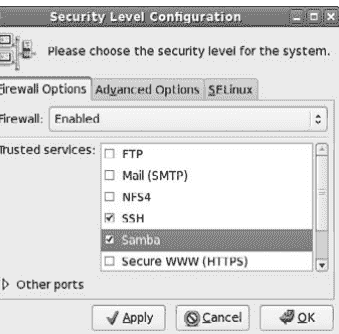 Security Level Configuration
Please choose the security level for the system.
Firewall Options Advanced Options SELinux
Firewall: Enabled
Trusted services:
FTP
Mail (SMTP)
NFS4
SSH
Samba
Secure WWW (HTTPS)
Other ports
Apply Cancel OK